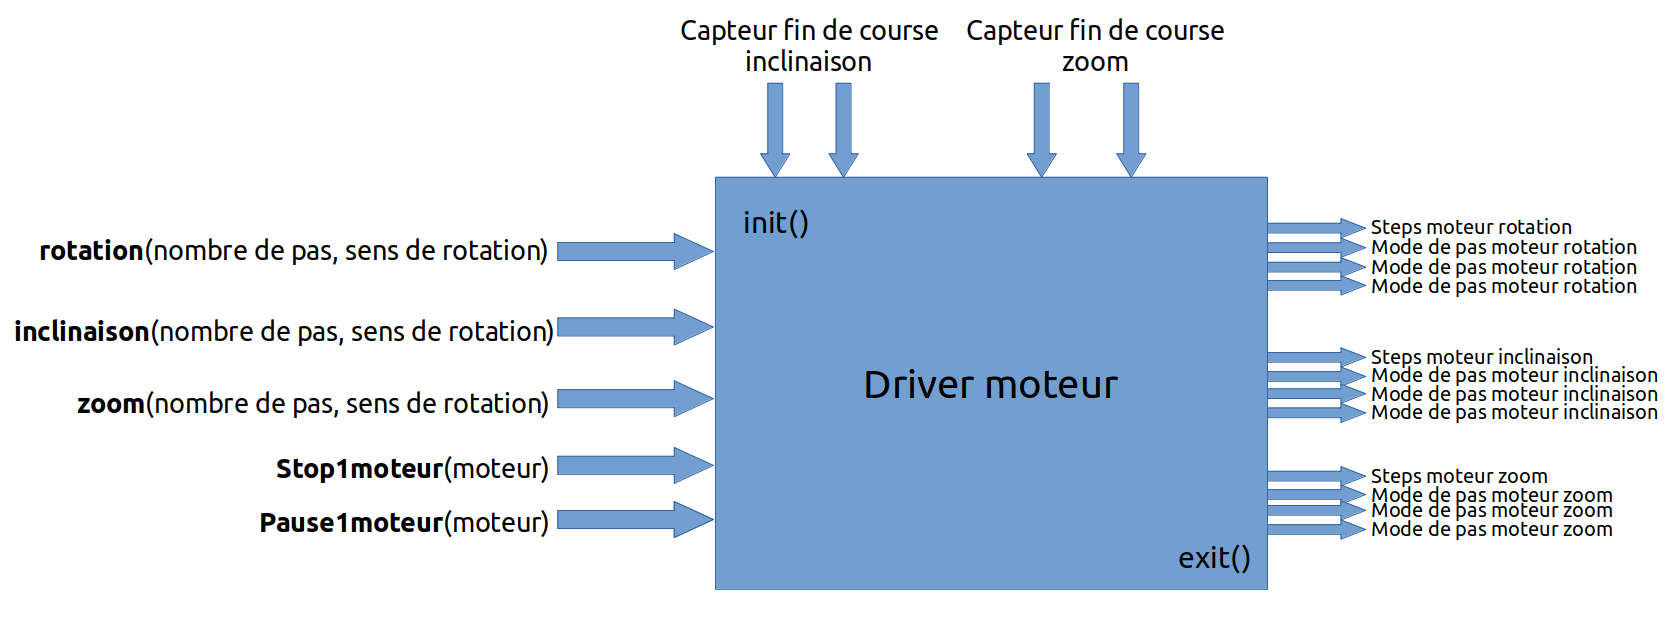 Capteur fin de course
inclinaison
Capteur fin de course
zoom
init()
rotation(nombre de pas, sens de rotation)
inclinaison(nombre de pas, sens de rotation)
zoom(nombre de pas, sens de rotation)
Stop1moteur(moteur)
Pause1moteur(moteur)
Driver moteur
exit()
Steps moteur rotation
Mode de pas moteur rotation
Mode de pas moteur rotation
Mode de pas moteur rotation
Steps moteur inclinaison
Mode de pas moteur inclinaison
Mode de pas moteur inclinaison
Mode de pas moteur inclinaison
Steps moteur zoom
Mode de pas moteur zoom
Mode de pas moteur zoom
Mode de pas moteur zoom